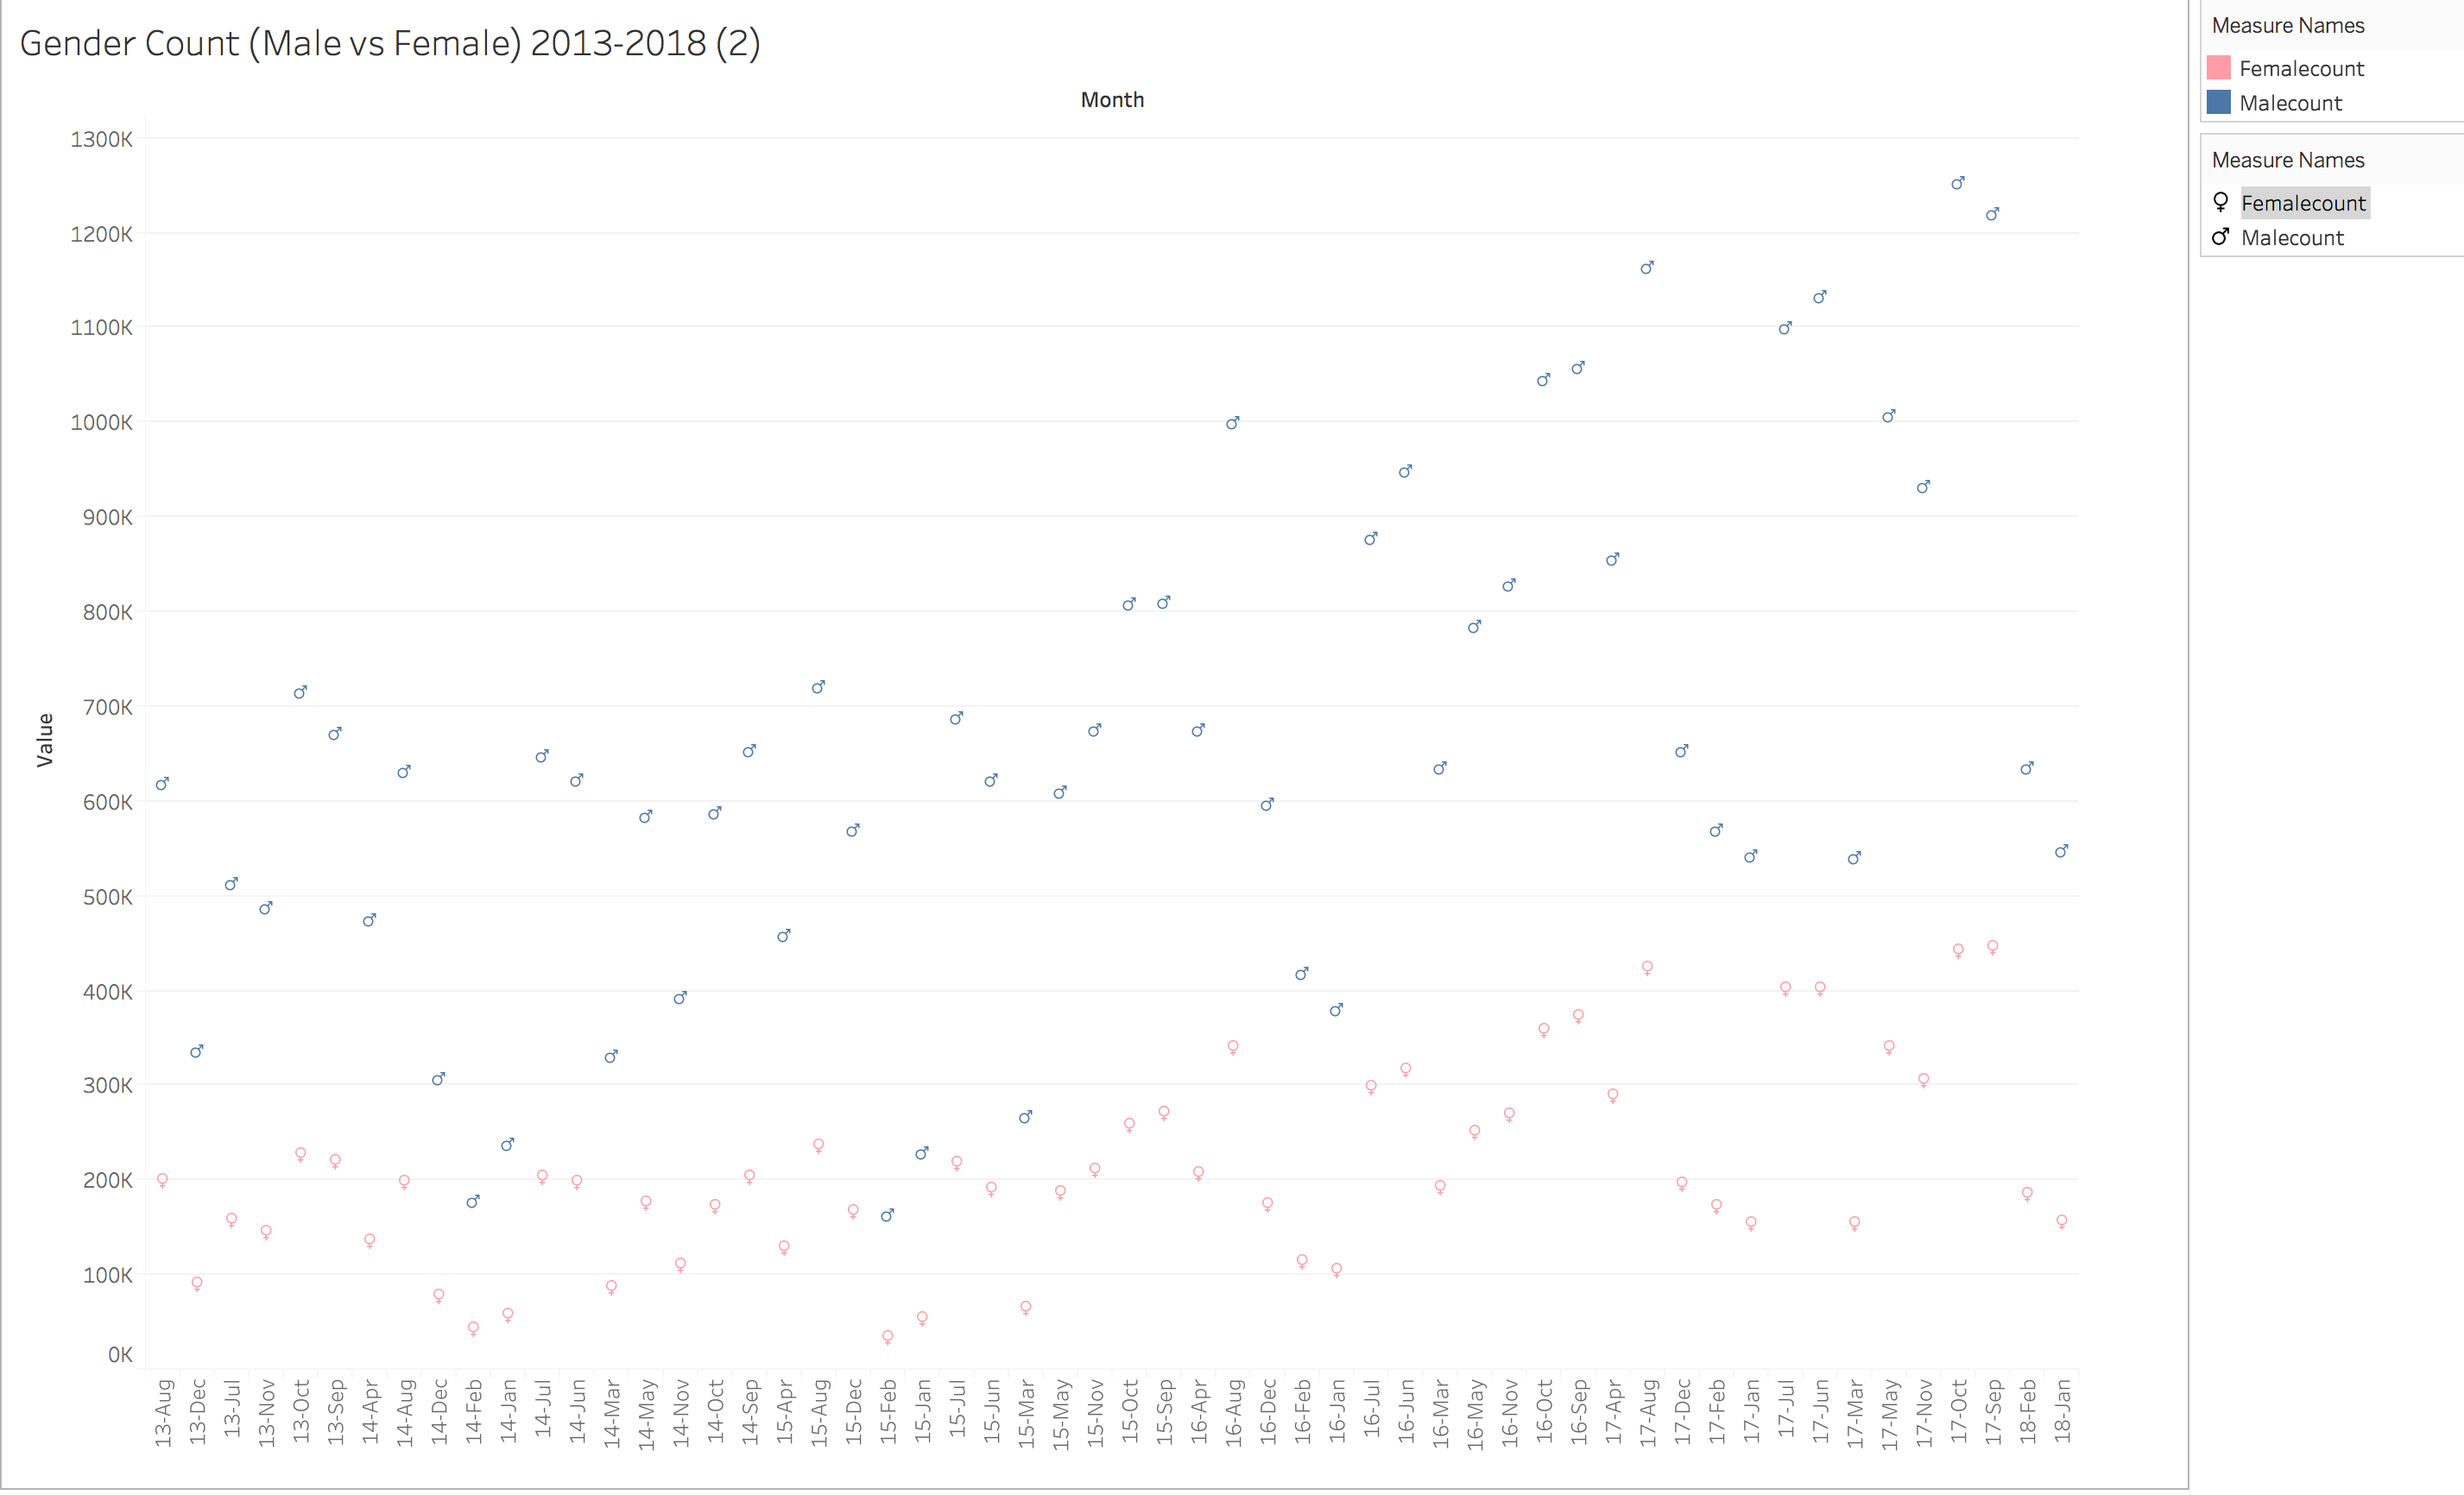 Gender Count (Male vs Female) 2013-2018 (2)
Month
1300K
1200K
1100K
1000K
900K
800K
700K
600K
500K
400K
300K
200K
100K
0K
Value
13-Aug
13-Dec
13-Jul
13-Nov
13-Oct
13-Sep
14-Apr
14-Aug
14-Dec
14-Feb
14-Jan
14-Jul
14-Jun
14-Mar
14-May
14-Nov
14-Oct
14-Sep
15-Apr
15-Aug
15-Dec
15-Feb
15-Jan
15-Jul
15-Jun
15-Mar
15-May
15-Nov
15-Oct
15-Sep
16-Apr
16-Aug
16-Dec
16-Feb
16-Jan
16-Jul
16-Jun
16-Mar
16-May
16-Nov
16-Oct
16-Sep
17-Apr
17-Aug
17-Dec
17-Feb
17-Jan
17-Jul
17-Jun
17-Mar
17-May
17-Nov
17-Oct
17-Sep
18-Feb
18-Jan
Measure Names
Femalecount
Malecount
Measure Names
Femalecount
Malecount